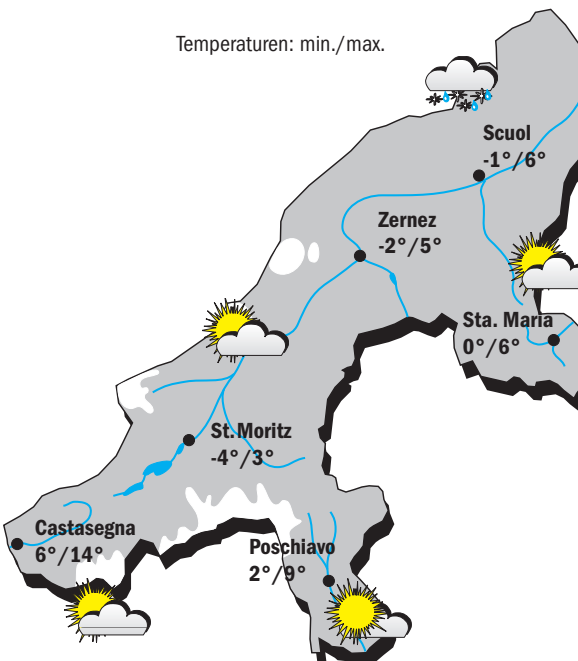 Temperaturen: min./max.
Scuol
-1°/6°
Zernez
-2°/5°
Sta. Maria
0°/6°
St. Moritz
-4°/3°
Castasegna
6°/14°
Poschiavo
2°/9°